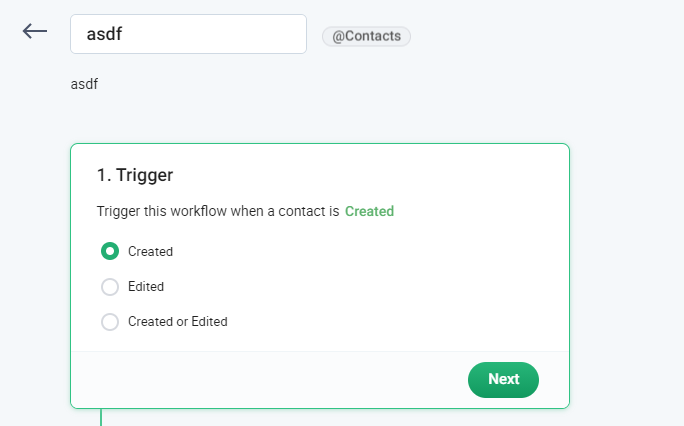 asdf
@Contacts
asdf
1. Trigger
Trigger this workflow when a contact is Created
Created
Edited
Created or Edited
Next